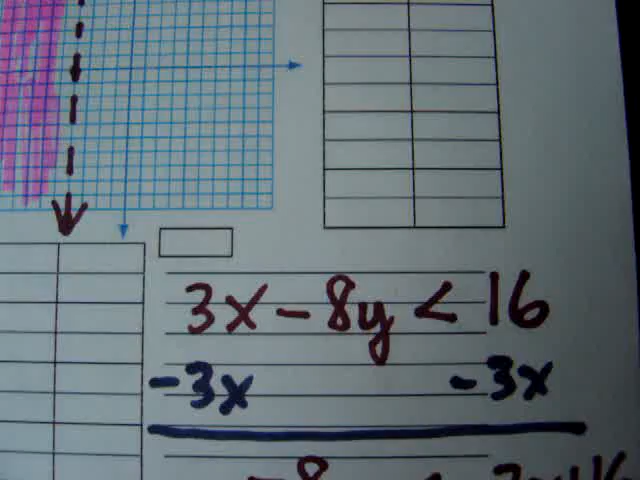 3x - 8y < 16
-3x -3x